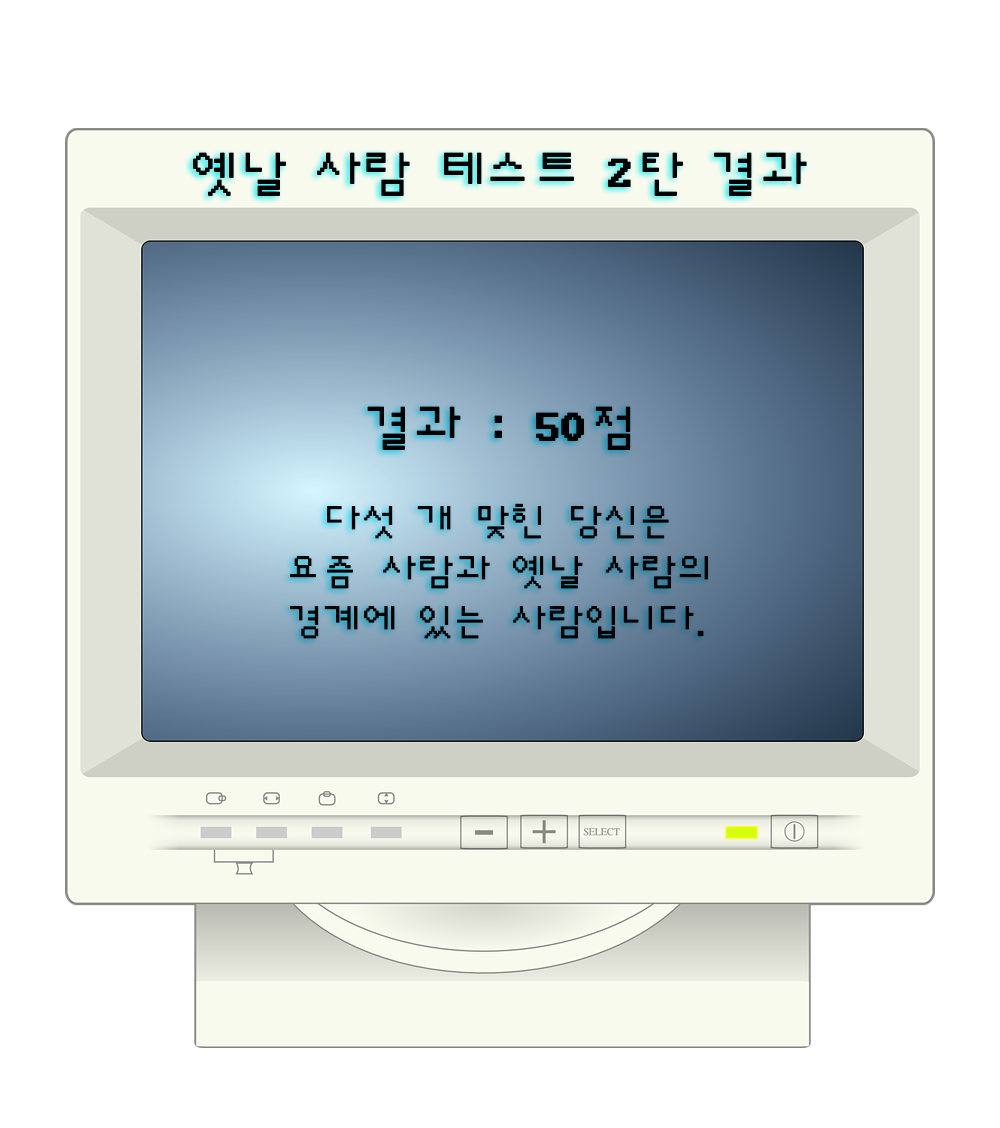 옛날 사람 테스트 2탄 결과
결과 : 50점
다섯 개 맞힌 당신은
요즘 사람과 옛날 사람의
경계에 있는 사람입니다.
SELECT